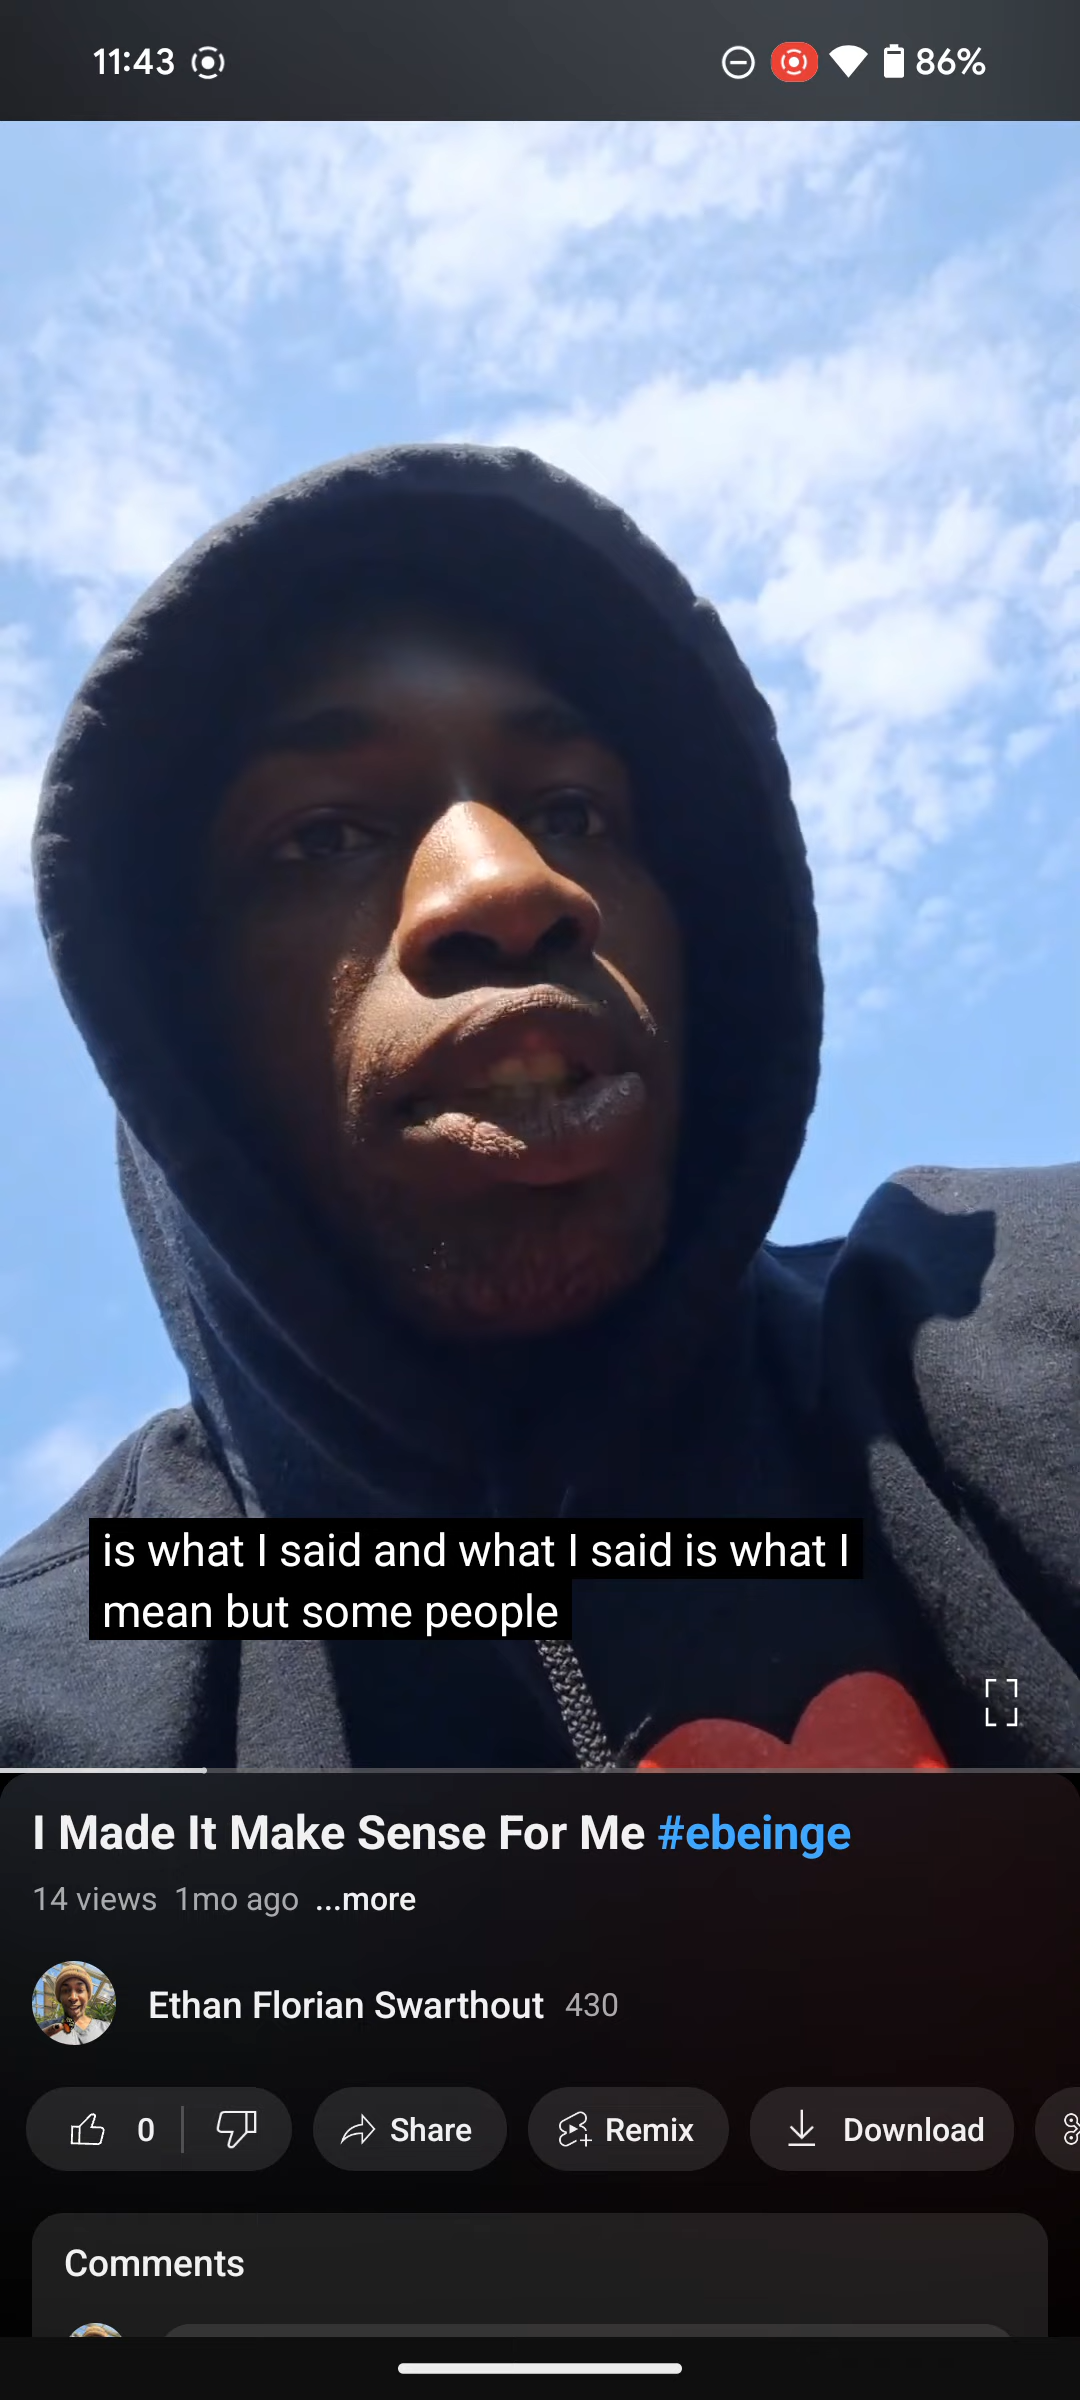 11:43
86%
is what I said and what I said is what I
mean but some people
I Made It Make Sense For Me #ebeinge
14 views 1mo ago ...more
Ethan Florian Swarthout 430
0 Share Remix Download
Comments